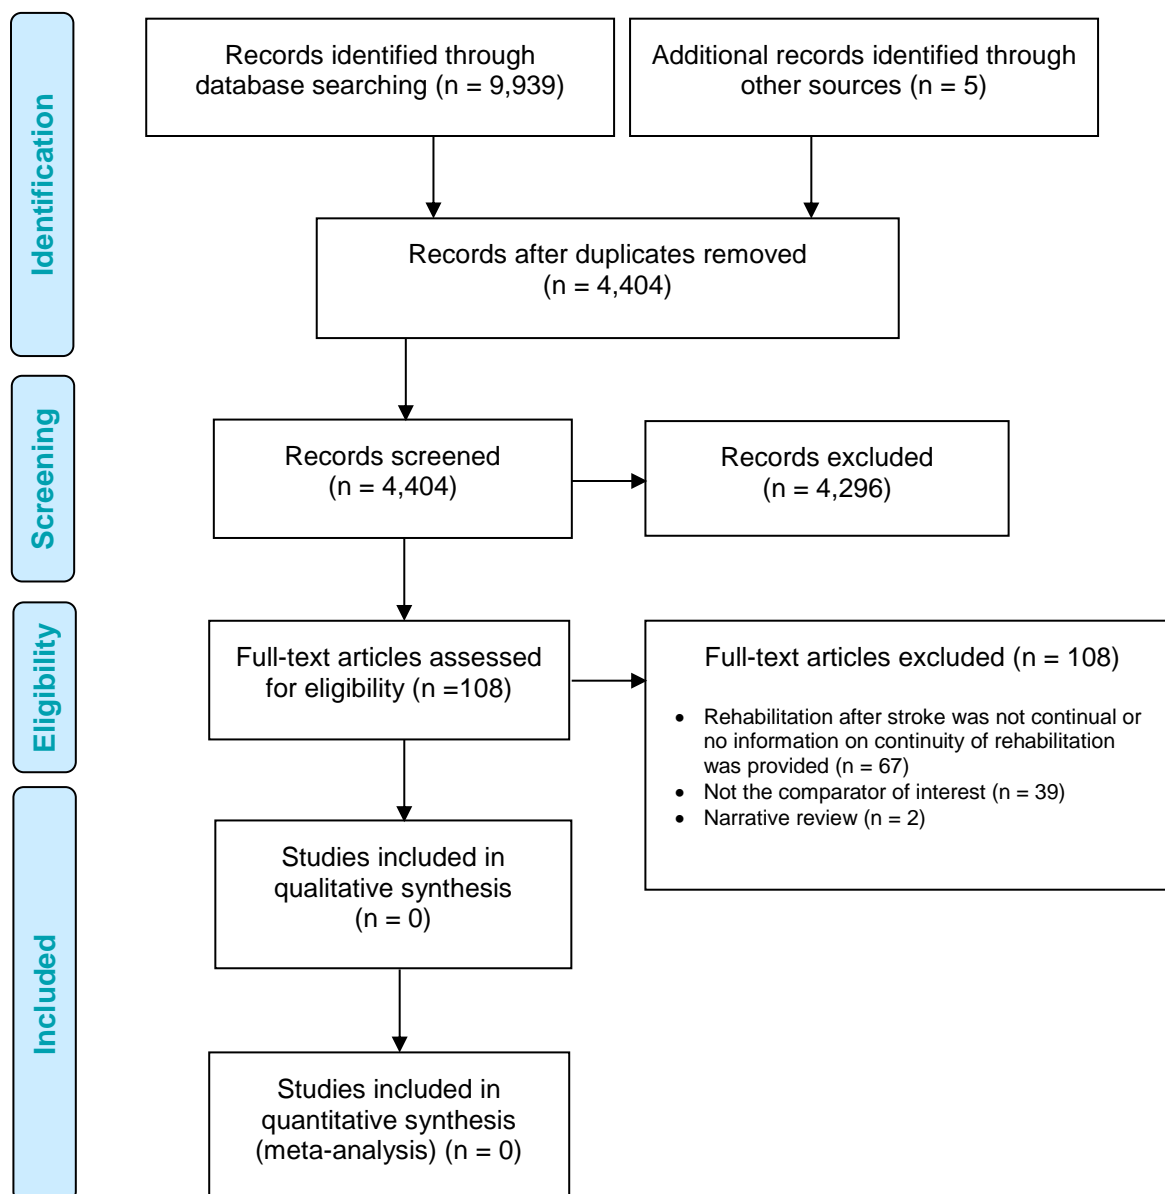 Identification
Records identified through
database searching (n = 9,939)
Additional records identified through
other sources (n = 5)
Records after duplicates removed
(n = 4,404)
Screening
Records screened
(n = 4,404)
Records excluded
(n = 4,296)
Eligibility
Full-text articles assessed
for eligibility (n =108)
Full-text articles excluded (n = 108)
• Rehabilitation after stroke was not continual or
no information on continuity of rehabilitation
was provided (n = 67)
• Not the comparator of interest (n = 39)
• Narrative review (n = 2)
Included
Studies included in
qualitative synthesis
(n = 0)
Studies included in
quantitative synthesis
(meta-analysis) (n = 0)